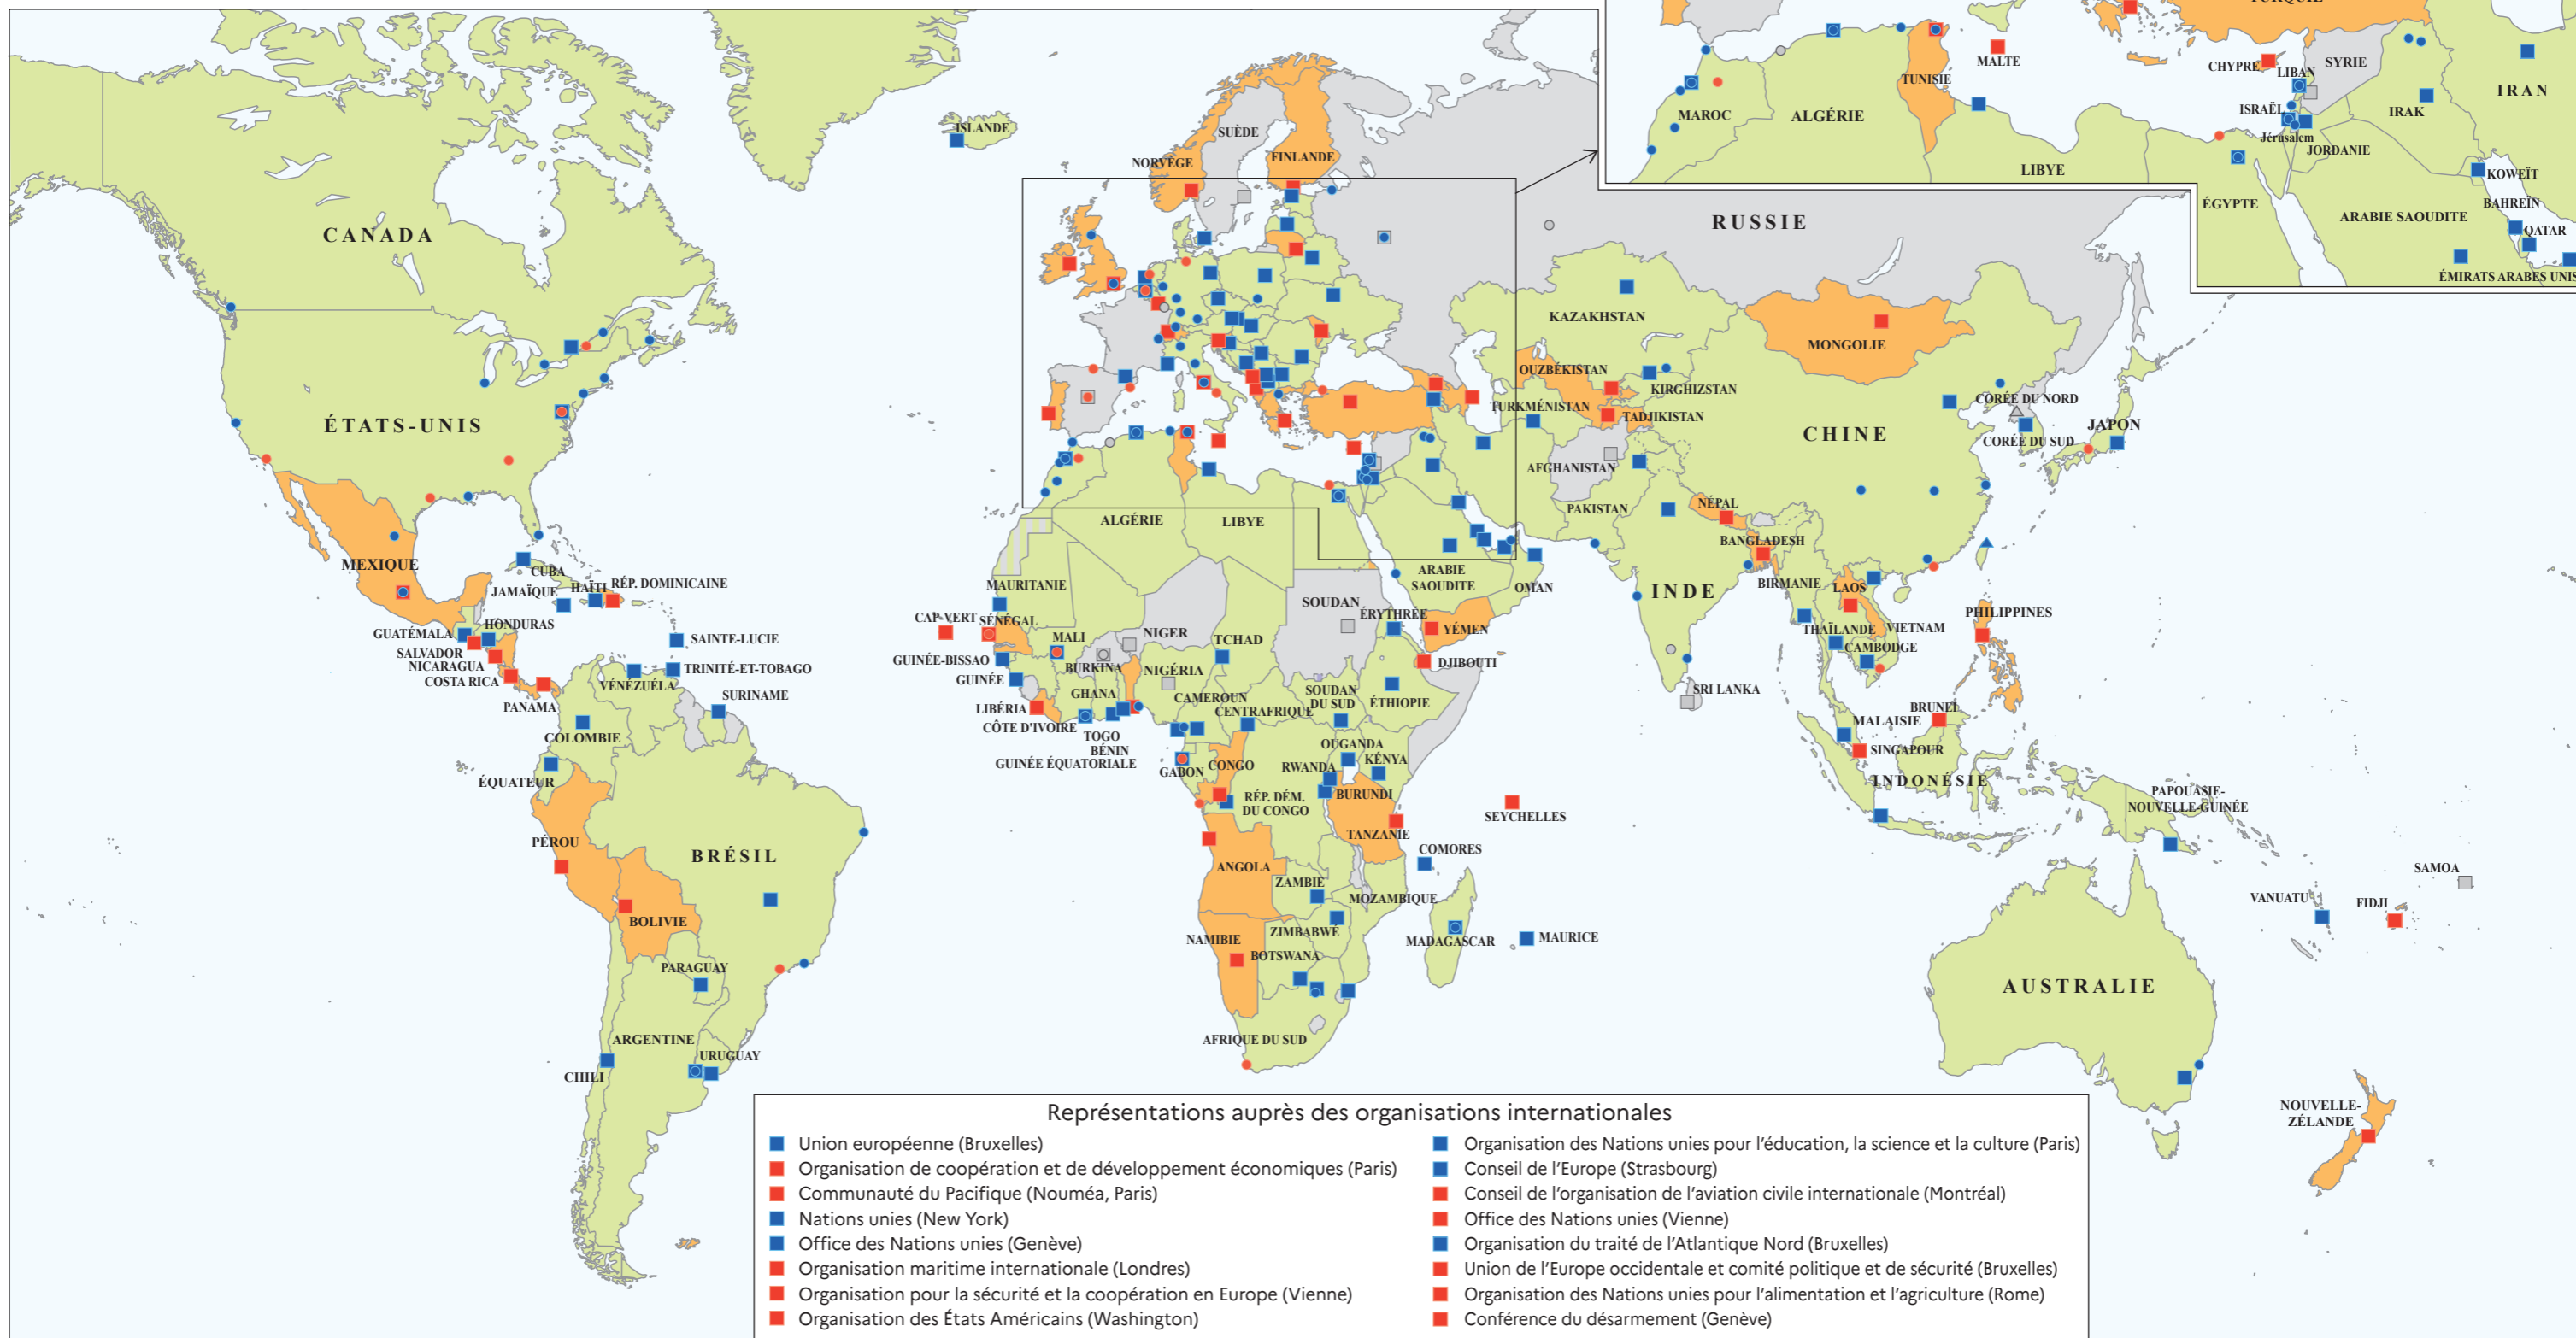 TURQUIE
MALTE
CHYPRE
LIBAN
SYRIE
TUNISIE
ISRAËL
IRAK
IRAN
MAROC
ALGÉRIE
Jérusalem
JORDANIE
LIBYE
KOWEÏT
ÉGYPTE
BAHREÏN
ARABIE SAOUDITE
QATAR
ÉMIRATS ARABES UNIS
ISLANDE
SUÈDE
NORVÈGE
FINLANDE
CANADA
RUSSIE
KAZAKHSTAN
MONGOLIE
OUZBÉKISTAN
KIRGHIZSTAN
TURKMÉNISTAN
TADJIKISTAN
CORÉE DU NORD
ÉTATS-UNIS
CHINE
JAPON
CORÉE DU SUD
AFGHANISTAN
PAKISTAN
NÉPAL
ALGÉRIE
LIBYE
BANGLADESH
MEXIQUE
CUBA
HAÏTI
RÉP. DOMINICAINE
JAMAÏQUE
MAURITANIE
ARABIE
SAOUDITE
OMAN
INDE
BIRMANIE
LAOS
SOUDAN
ÉRYTHRÉE
PHILIPPINES
CAP-VERT
SÉNÉGAL
GUATÉMALA
HONDURAS
SALVADOR
NICARAGUA
COSTA RICA
PANAMA
SAINTE-LUCIE
TRINITÉ-ET-TOBAGO
VÉNÉZUÉLA
SURINAME
MALI
NIGER
TCHAD
YÉMEN
THAÏLANDE
VIETNAM
CAMBODGE
GUINÉE-BISSAO
BURKINA
NIGÉRIA
DJIBOUTI
GUINÉE
GHANA
CAMEROUN
SOUDAN
DU SUD
ÉTHIOPIE
SRI LANKA
LIBÉRIA
CENTRAFRIQUE
BRUNEI
CÔTE D'IVOIRE
TOGO
BÉNIN
MALAISIE
COLOMBIE
OUGANDA
SINGAPOUR
GUINÉE ÉQUATORIALE
GABON
CONGO
RWANDA
KÉNYA
ÉQUATEUR
INDONÉSIE
RÉP. DÉM.
DU CONGO
BURUNDI
PAPOUASIE-
NOUVELLE-GUINÉE
SEYCHELLES
PÉROU
TANZANIE
BRÉSIL
COMORES
ANGOLA
SAMOA
ZAMBIE
MOZAMBIQUE
VANUATU
FIDJI
BOLIVIE
ZIMBABWE
NAMIBIE
MADAGASCAR
MAURICE
BOTSWANA
PARAGUAY
AUSTRALIE
ARGENTINE
AFRIQUE DU SUD
URUGUAY
CHILI
NOUVELLE-
ZÉLANDE
Représentations auprès des organisations internationales
Union européenne (Bruxelles)
Organisation de coopération et de développement économiques (Paris)
Communauté du Pacifique (Nouméa, Paris)
Nations unies (New York)
Office des Nations unies (Genève)
Organisation maritime internationale (Londres)
Organisation pour la sécurité et la coopération en Europe (Vienne)
Organisation des États Américains (Washington)
Organisation des Nations unies pour l'éducation, la science et la culture (Paris)
Conseil de l'Europe (Strasbourg)
Conseil de l'organisation de l'aviation civile internationale (Montréal)
Office des Nations unies (Vienne)
Organisation du traité de l'Atlantique Nord (Bruxelles)
Union de l'Europe occidentale et comité politique et de sécurité (Bruxelles)
Organisation des Nations unies pour l'alimentation et l'agriculture (Rome)
Conférence du désarmement (Genève)